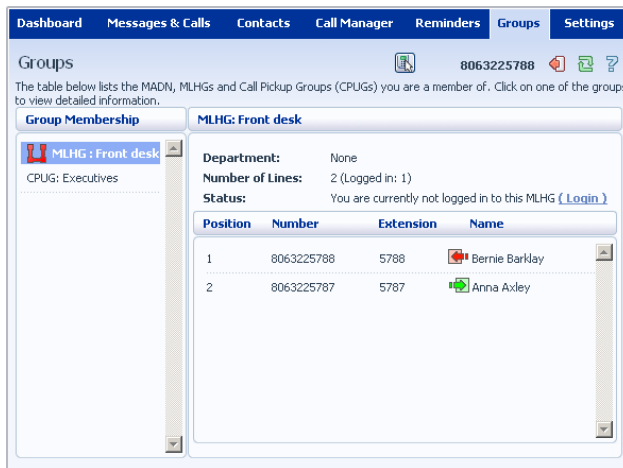 Dashboard Messages & Calls Contacts Call Manager Reminders Groups Settings
Groups 8063225788
The table below lists the MADN, MLHGs and Call Pickup Groups (CPUGs) you are a member of. Click on one of the group
to view detailed information.
Group Membership
MLHG : Front desk
CPUG: Executives
MLHG: Front desk
Department: None
Number of Lines: 2 (Logged in: 1)
Status: You are currently not logged in to this MLHG ( Login )
Position Number Extension Name
1 8063225788 5788 Bernie Barklay
2 8063225787 5787 Anna Axley